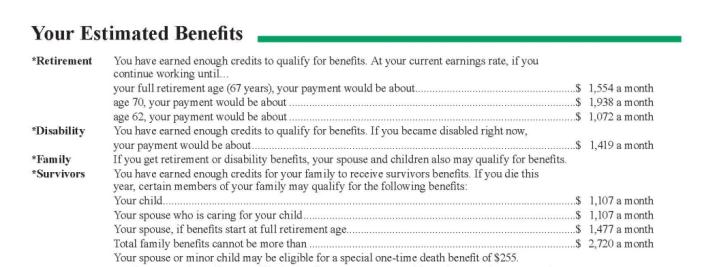 Your Estimated Benefits
*Retirement You have earned enough credits to qualify for benefits. At your current earnings rate, if you
continue working until...
your full retirement age (67 years), your payment would be about....................................................$ 1,554 a month
age 70, your payment would be about....................................................$ 1,938 a month
age 62, your payment would be about....................................................$ 1,072 a month
*Disability You have earned enough credits to qualify for benefits. If you became disabled right now,
your payment would be about....................................................$ 1,419 a month
*Family If you get retirement or disability benefits, your spouse and children also may qualify for benefits.
*Survivors You have earned enough credits for your family to receive survivors benefits. If you die this
year, certain members of your family may qualify for the following benefits:
Your child....................................................$ 1,107 a month
Your spouse who is caring for your child....................................................$ 1,107 a month
Your spouse, if benefits start at full retirement age....................................................$ 1,477 a month
Total family benefits cannot be more than....................................................$ 2,720 a month
Your spouse or minor child may be eligible for a special one-time death benefit of $255.